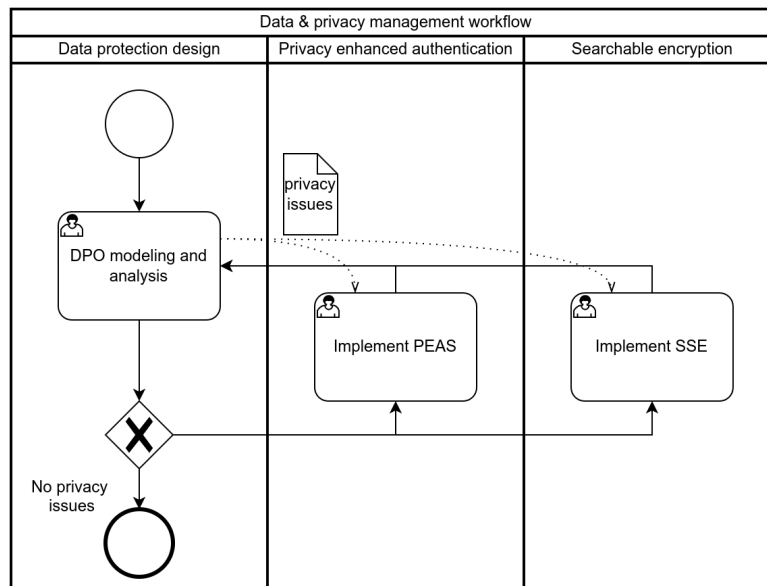 Data & privacy management workflow
Data protection design
Privacy enhanced authentication
Searchable encryption
privacy
issues
DPO modeling and
analysis
Implement PEAS
Implement SSE
No privacy
issues